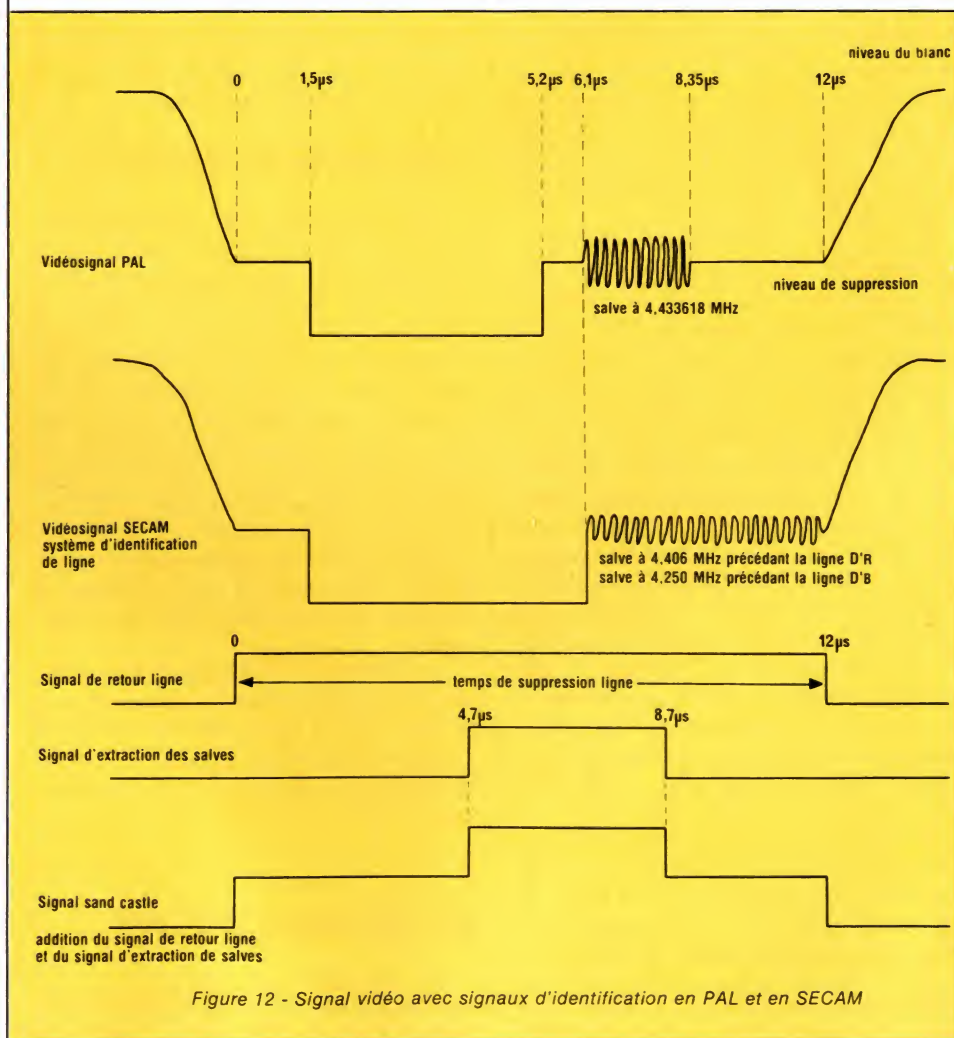 niveau du blanc
0 1,5µs 5,2µs 6,1µs 8,35µs 12µs
Vidéosignal PAL
niveau de suppression
salve à 4,433618 MHz
Vidéosignal SECAM
système d'identification
de ligne
salve à 4,406 MHz précédant la ligne D'R
salve à 4,250 MHz précédant la ligne D'B
0 12µs
Signal de retour ligne
temps de suppression ligne
4,7µs 8,7µs
Signal d'extraction des salves
Signal sand castle
addition du signal de retour ligne
et du signal d'extraction de salves
Figure 12 - Signal vidéo avec signaux d'identification en PAL et en SECAM